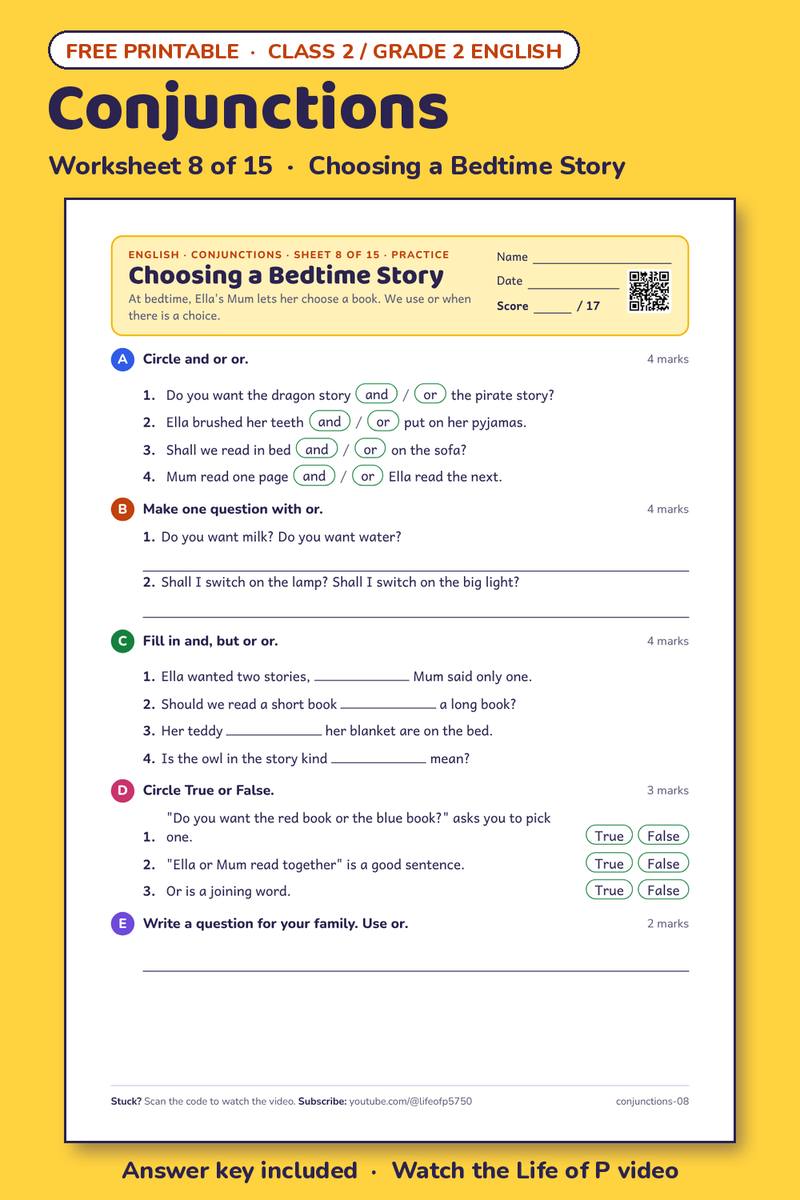 FREE PRINTABLE · CLASS 2 / GRADE 2 ENGLISH
Conjunctions
Worksheet 8 of 15 · Choosing a Bedtime Story
ENGLISH · CONJUNCTIONS · SHEET 8 OF 15 · PRACTICE
Choosing a Bedtime Story
At bedtime, Ella's Mum lets her choose a book. We use or when
there is a choice.
Name ____________
Date ____________
Score ______ / 17
A Circle and or or. 4 marks
1. Do you want the dragon story and / or the pirate story?
2. Ella brushed her teeth and / or put on her pyjamas.
3. Shall we read in bed and / or on the sofa?
4. Mum read one page and / or Ella read the next.
B Make one question with or. 4 marks
1. Do you want milk? Do you want water?
2. Shall I switch on the lamp? Shall I switch on the big light?
C Fill in and, but or or. 4 marks
1. Ella wanted two stories, ____________ Mum said only one.
2. Should we read a short book ____________ a long book?
3. Her teddy ____________ her blanket are on the bed.
4. Is the owl in the story kind ____________ mean?
D Circle True or False. 3 marks
"Do you want the red book or the blue book?" asks you to pick
1. one. True False
2. "Ella or Mum read together" is a good sentence. True False
3. Or is a joining word. True False
E Write a question for your family. Use or. 2 marks
Stuck? Scan the code to watch the video. Subscribe: youtube.com/@lifeofp5750 conjunctions-08
Answer key included · Watch the Life of P video